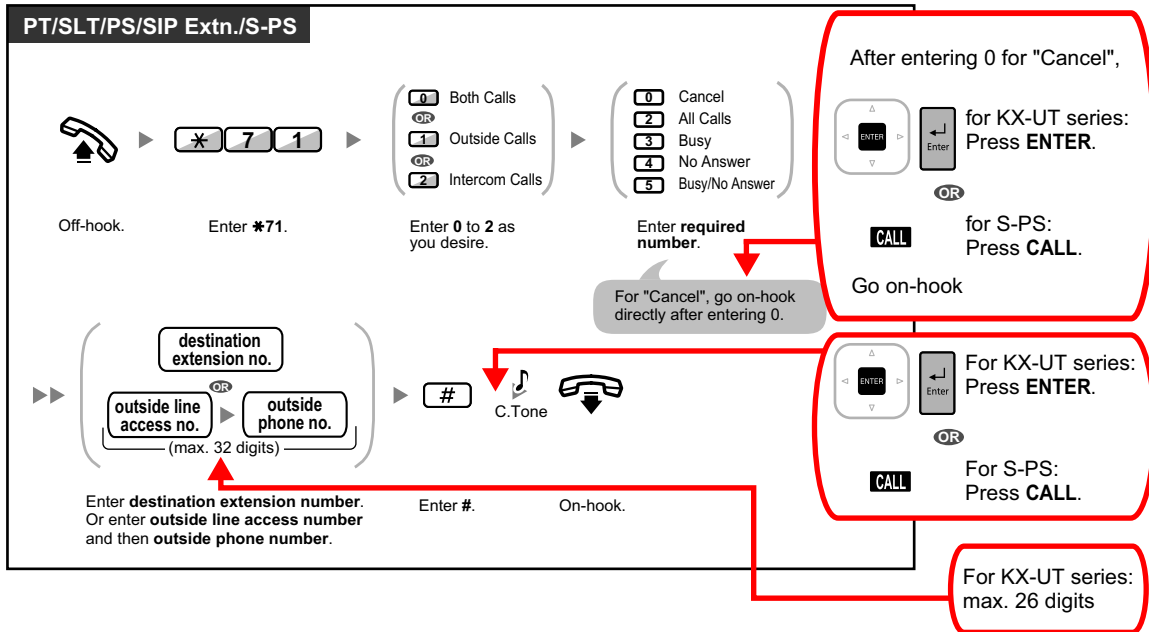 PT/SLT/PS/SIP Extn./S-PS
Off-hook.
* 7 1
Enter *71.
0 Both Calls
OR
1 Outside Calls
OR
2 Intercom Calls
Enter 0 to 2 as
you desire.
0 Cancel
2 All Calls
3 Busy
4 No Answer
5 Busy/No Answer
Enter required
number.
For "Cancel", go on-hook
directly after entering 0.
After entering 0 for "Cancel",
ENTER
Enter
for KX-UT series:
Press ENTER.
OR
CALL
for S-PS:
Press CALL.
Go on-hook
destination
extension no.
OR
outside line
access no.
outside
phone no.
(max. 32 digits)
Enter destination extension number.
Or enter outside line access number
and then outside phone number.
#
Enter #.
C.Tone
On-hook.
ENTER
Enter
For KX-UT series:
Press ENTER.
OR
CALL
For S-PS:
Press CALL.
For KX-UT series:
max. 26 digits